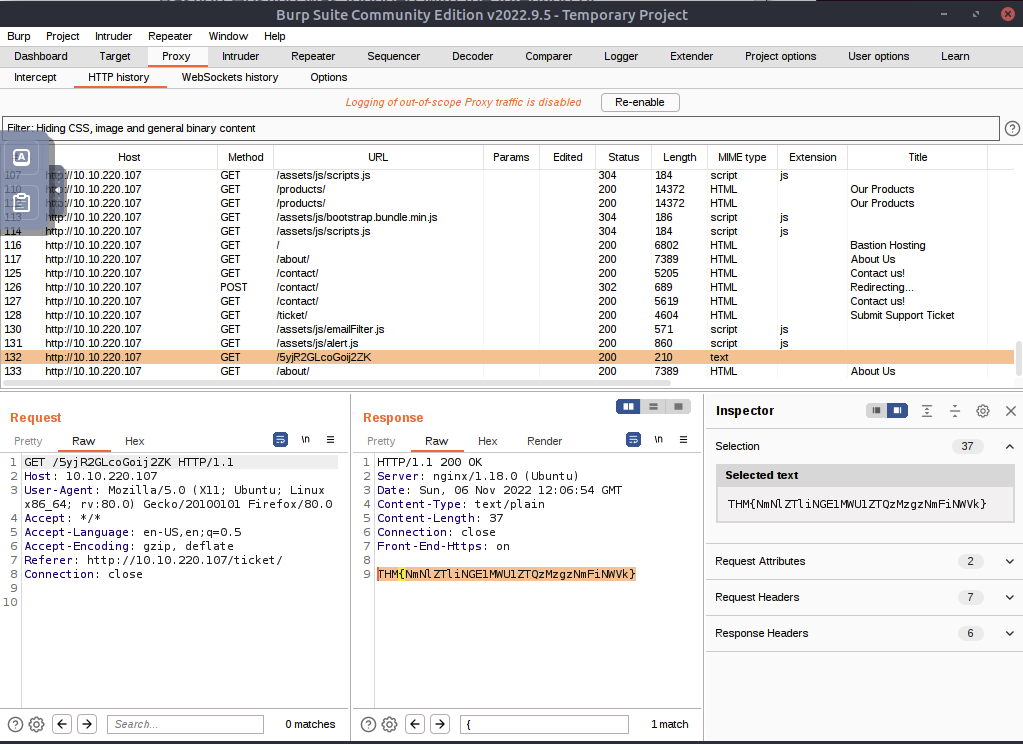 Burp Suite Community Edition v2022.9.5 - Temporary Project
Burp Project Intruder Repeater Window Help
Dashboard Target Proxy Intruder Repeater Sequencer Decoder Comparer Logger Extender Project options User options Learn
Intercept HTTP history WebSockets history Options
Logging of out-of-scope Proxy traffic is disabled Re-enable
Filter: Hiding CSS, image and general binary content
Host Method URL Params Edited Status Length MIME type Extension Title
107 http://10.10.220.107 GET /assets/js/scripts.js 304 184 script js
110 http://10.10.220.107 GET /products/ 200 14372 HTML Our Products
112 http://10.10.220.107 GET /products/ 200 14372 HTML Our Products
113 http://10.10.220.107 GET /assets/js/bootstrap.bundle.min.js 304 186 script js
114 http://10.10.220.107 GET /assets/js/scripts.js 304 184 script js
116 http://10.10.220.107 GET / 200 6802 HTML Bastion Hosting
117 http://10.10.220.107 GET /about/ 200 7389 HTML About Us
125 http://10.10.220.107 GET /contact/ 200 5205 HTML Contact us!
126 http://10.10.220.107 POST /contact/ 302 689 HTML Redirecting...
127 http://10.10.220.107 GET /contact/ 200 5619 HTML Contact us!
128 http://10.10.220.107 GET /ticket/ 200 4604 HTML Submit Support Ticket
130 http://10.10.220.107 GET /assets/js/emailFilter.js 200 571 script js
131 http://10.10.220.107 GET /assets/js/alert.js 200 860 script js
132 http://10.10.220.107 GET /5yjR2GLcoGoij2ZK 200 210 text
133 http://10.10.220.107 GET /about/ 200 7389 HTML About Us
Request
Pretty Raw Hex \n
1 GET /5yjR2GLcoGoij2ZK HTTP/1.1
2 Host: 10.10.220.107
3 User-Agent: Mozilla/5.0 (X11; Ubuntu; Linux
x86_64; rv:80.0) Gecko/20100101 Firefox/80.0
4 Accept: */*
5 Accept-Language: en-US,en;q=0.5
6 Accept-Encoding: gzip, deflate
7 Referer: http://10.10.220.107/ticket/
8 Connection: close
9
10
Search... 0 matches
Response
Pretty Raw Hex Render \n
1 HTTP/1.1 200 OK
2 Server: nginx/1.18.0 (Ubuntu)
3 Date: Sun, 06 Nov 2022 12:06:54 GMT
4 Content-Type: text/plain
5 Content-Length: 37
6 Connection: close
7 Front-End-Https: on
8
9 THM{NmNlZTliNGE1MWU1ZTQzMzgzNmFiNWVk}
{ 1 match
Inspector
Selection 37
Selected text
THM{NmNlZTliNGE1MWU1ZTQzMzgzNmFiNWVk}
Request Attributes 2
Request Headers 7
Response Headers 6